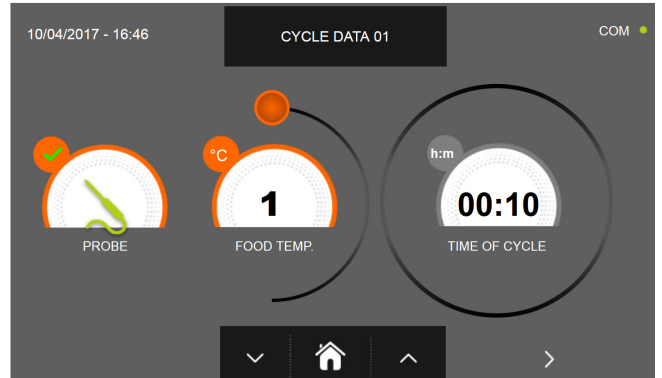 10/04/2017 - 16:46
CYCLE DATA 01
COM
°C
h:m
1
00:10
PROBE
FOOD TEMP.
TIME OF CYCLE